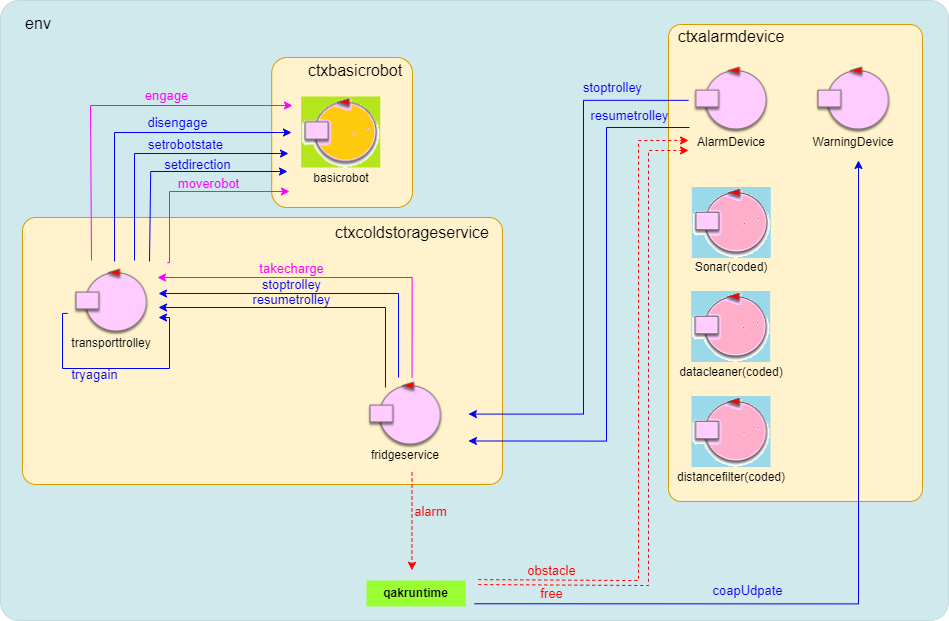 env
ctxalarmdevice
ctxbasicrobot
engage
disengage
setrobotstate
setdirection
moverobot
basicrobot
stoptrolley
resumetrolley
AlarmDevice
WarningDevice
ctxcoldstorageservice
takecharge
stoptrolley
resumetrolley
transporttrolley
tryagain
fridgeservice
Sonar(coded)
datacleaner(coded)
distancefilter(coded)
alarm
obstacle
free
qakruntime
coapUdpate